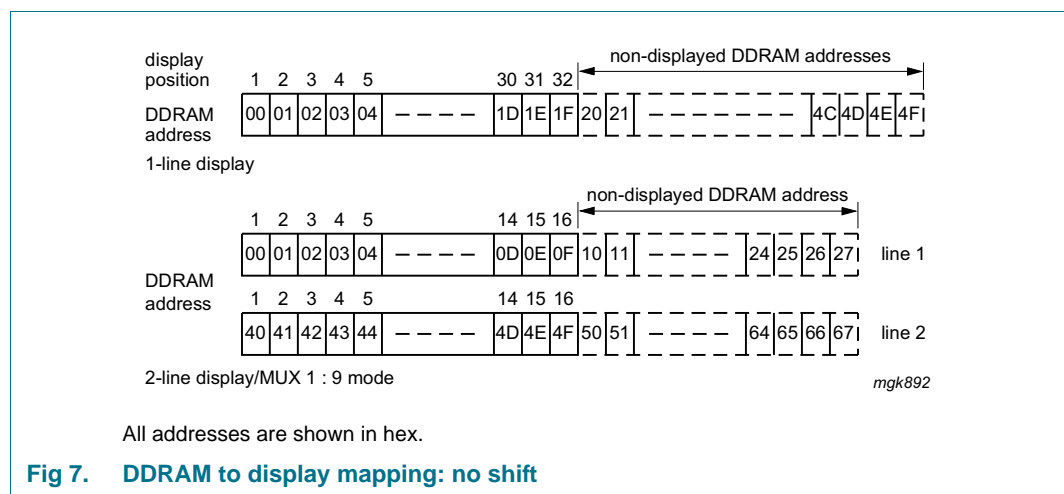 display
position 1 2 3 4 5 30 31 32 non-displayed DDRAM addresses
DDRAM
address 00 01 02 03 04 1D 1E 1F 20 21 4C 4D 4E 4F
1-line display
non-displayed DDRAM address
1 2 3 4 5 14 15 16
00 01 02 03 04 0D 0E 0F 10 11 24 25 26 27 line 1
DDRAM
address 1 2 3 4 5 14 15 16
40 41 42 43 44 4D 4E 4F 50 51 64 65 66 67 line 2
2-line display/MUX 1 : 9 mode
mgk892
All addresses are shown in hex.
Fig 7. DDRAM to display mapping: no shift